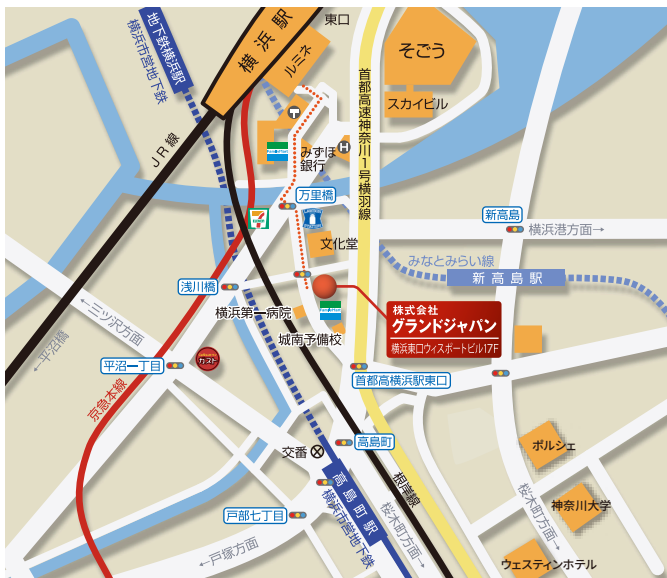 東口
地下鉄横浜駅
横浜市営地下鉄
横浜駅
ルミネ
そごう
スカイビル
首都高速神奈川1号横羽線
JR線
みずほ
銀行
H
万里橋
新高島
横浜港方面→
文化堂
みなとみらい線
新高島駅
浅川橋
横浜第一病院
株式会社
グランドジャパン
横浜東口ウィスポートビル17F
←三ツ沢方面
←平沼橋
城南予備校
平沼一丁目
首都高横浜駅東口
京急本線
高島町
交番
ポルシェ
高島町駅
横浜市営地下鉄
根岸線
神奈川大学
桜木町方面→
桜木町方面→
戸部七丁目
←戸塚方面
ウェスティンホテル